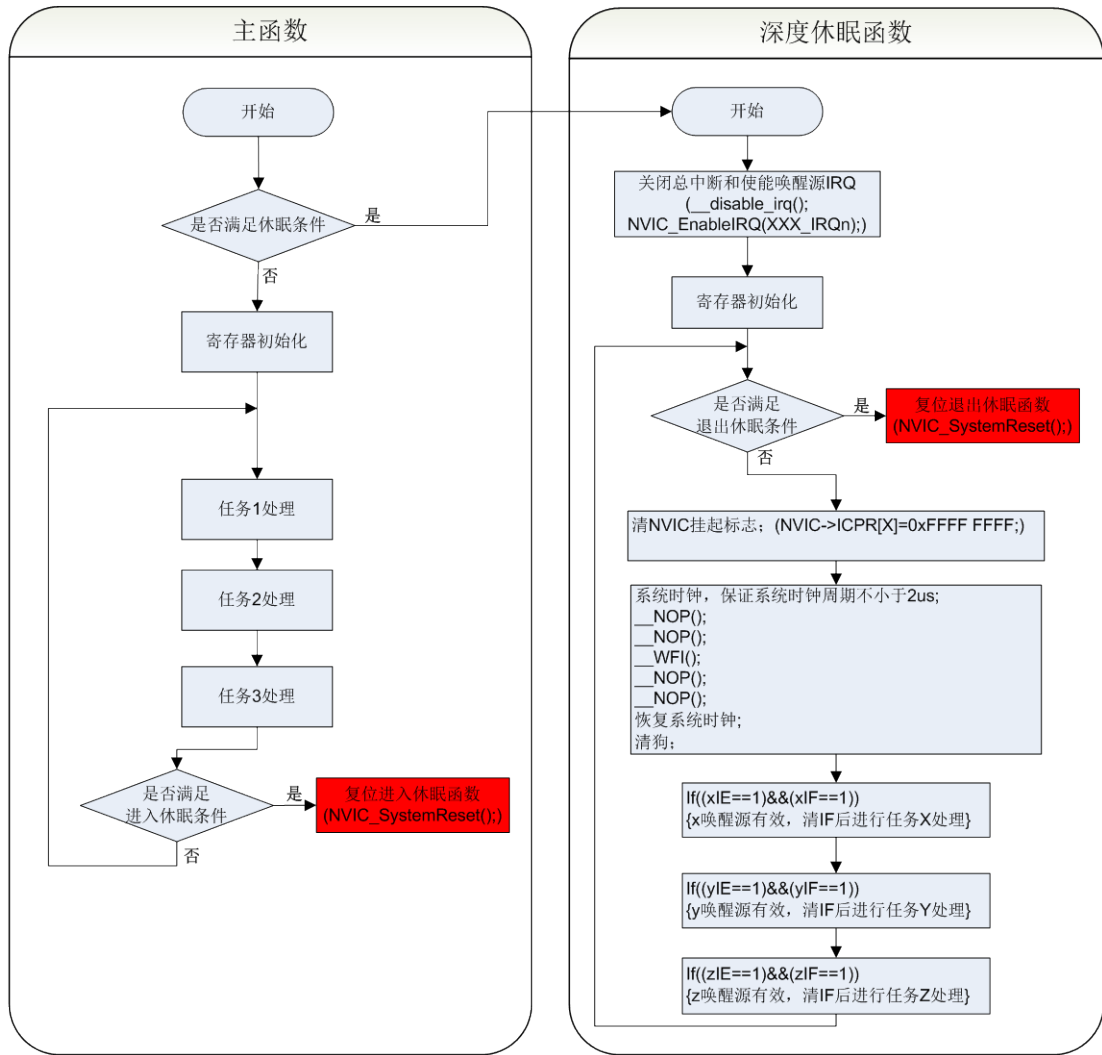 主函数
开始
是否满足休眠条件
是
否
寄存器初始化
任务1处理
任务2处理
任务3处理
是否满足
进入休眠条件
是
复位进入休眠函数
(NVIC_SystemReset();)
否
深度休眠函数
开始
关闭总中断和使能唤醒源IRQ
(__disable_irq();
NVIC_EnableIRQ(XXX_IRQn);)
寄存器初始化
是否满足
退出休眠条件
是
复位退出休眠函数
(NVIC_SystemReset();)
否
清NVIC挂起标志；(NVIC->ICPR[X]=0xFFFF FFFF;)
系统时钟，保证系统时钟周期不小于2us;
__NOP();
__NOP();
__WFI();
__NOP();
__NOP();
恢复系统时钟;
清狗；
If((xIE==1)&&(xIF==1))
{x唤醒源有效，清IF后进行任务X处理}
If((yIE==1)&&(yIF==1))
{y唤醒源有效，清IF后进行任务Y处理}
If((zIE==1)&&(zIF==1))
{z唤醒源有效，清IF后进行任务Z处理}